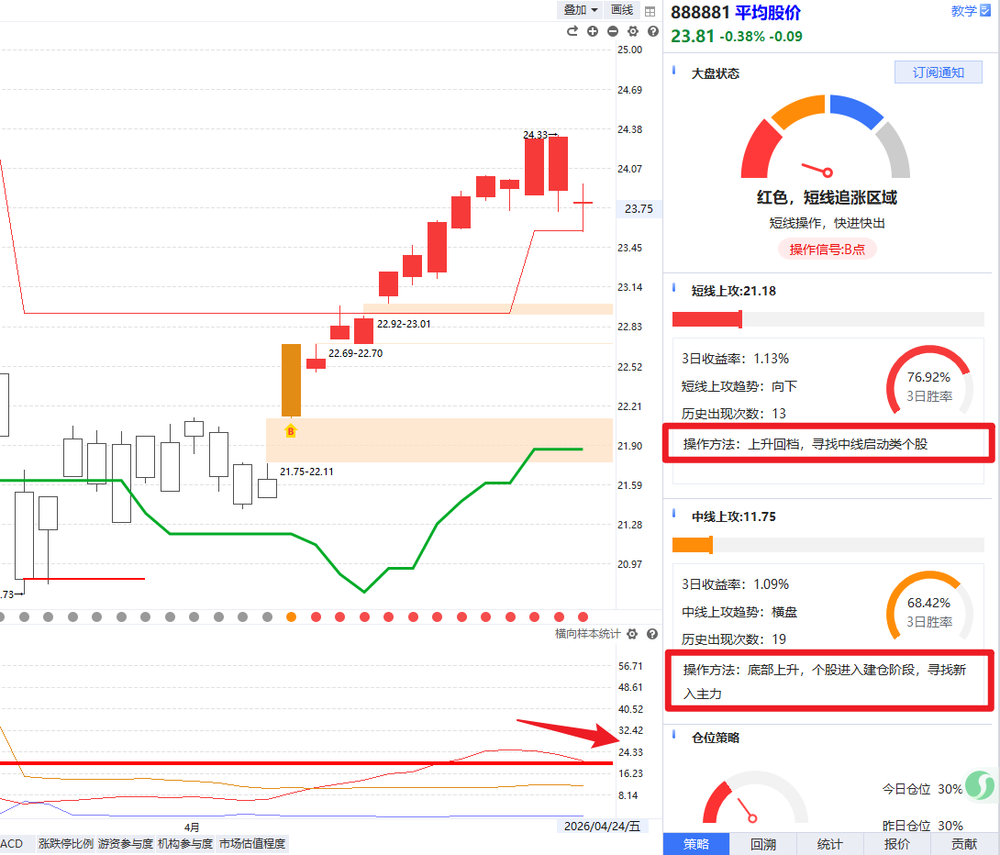 叠加 画线
25.00
24.69
24.38
24.33
24.07
23.75
23.45
23.14
22.92-23.01
22.83
22.69-22.70
22.52
22.21
B
21.90
21.75-22.11
21.59
21.28
20.97
.73
横向样本统计
56.71
48.61
40.52
32.42
24.33
16.23
8.14
4月
2026/04/24/五
ACD 涨跌停比例 游资参与度 机构参与度 市场估值程度
888881 平均股价 教学
23.81 -0.38% -0.09
大盘状态 订阅通知
红色，短线追涨区域
短线操作，快进快出
操作信号:B点
短线上攻:21.18
3日收益率：1.13%
短线上攻趋势：向下
历史出现次数：13
76.92%
3日胜率
操作方法：上升回档，寻找中线启动类个股
中线上攻:11.75
3日收益率：1.09%
中线上攻趋势：横盘
历史出现次数：19
68.42%
3日胜率
操作方法：底部上升，个股进入建仓阶段，寻找新
入主力
仓位策略
今日仓位 30%
昨日仓位 30%
策略 回溯 统计 报价 贡献